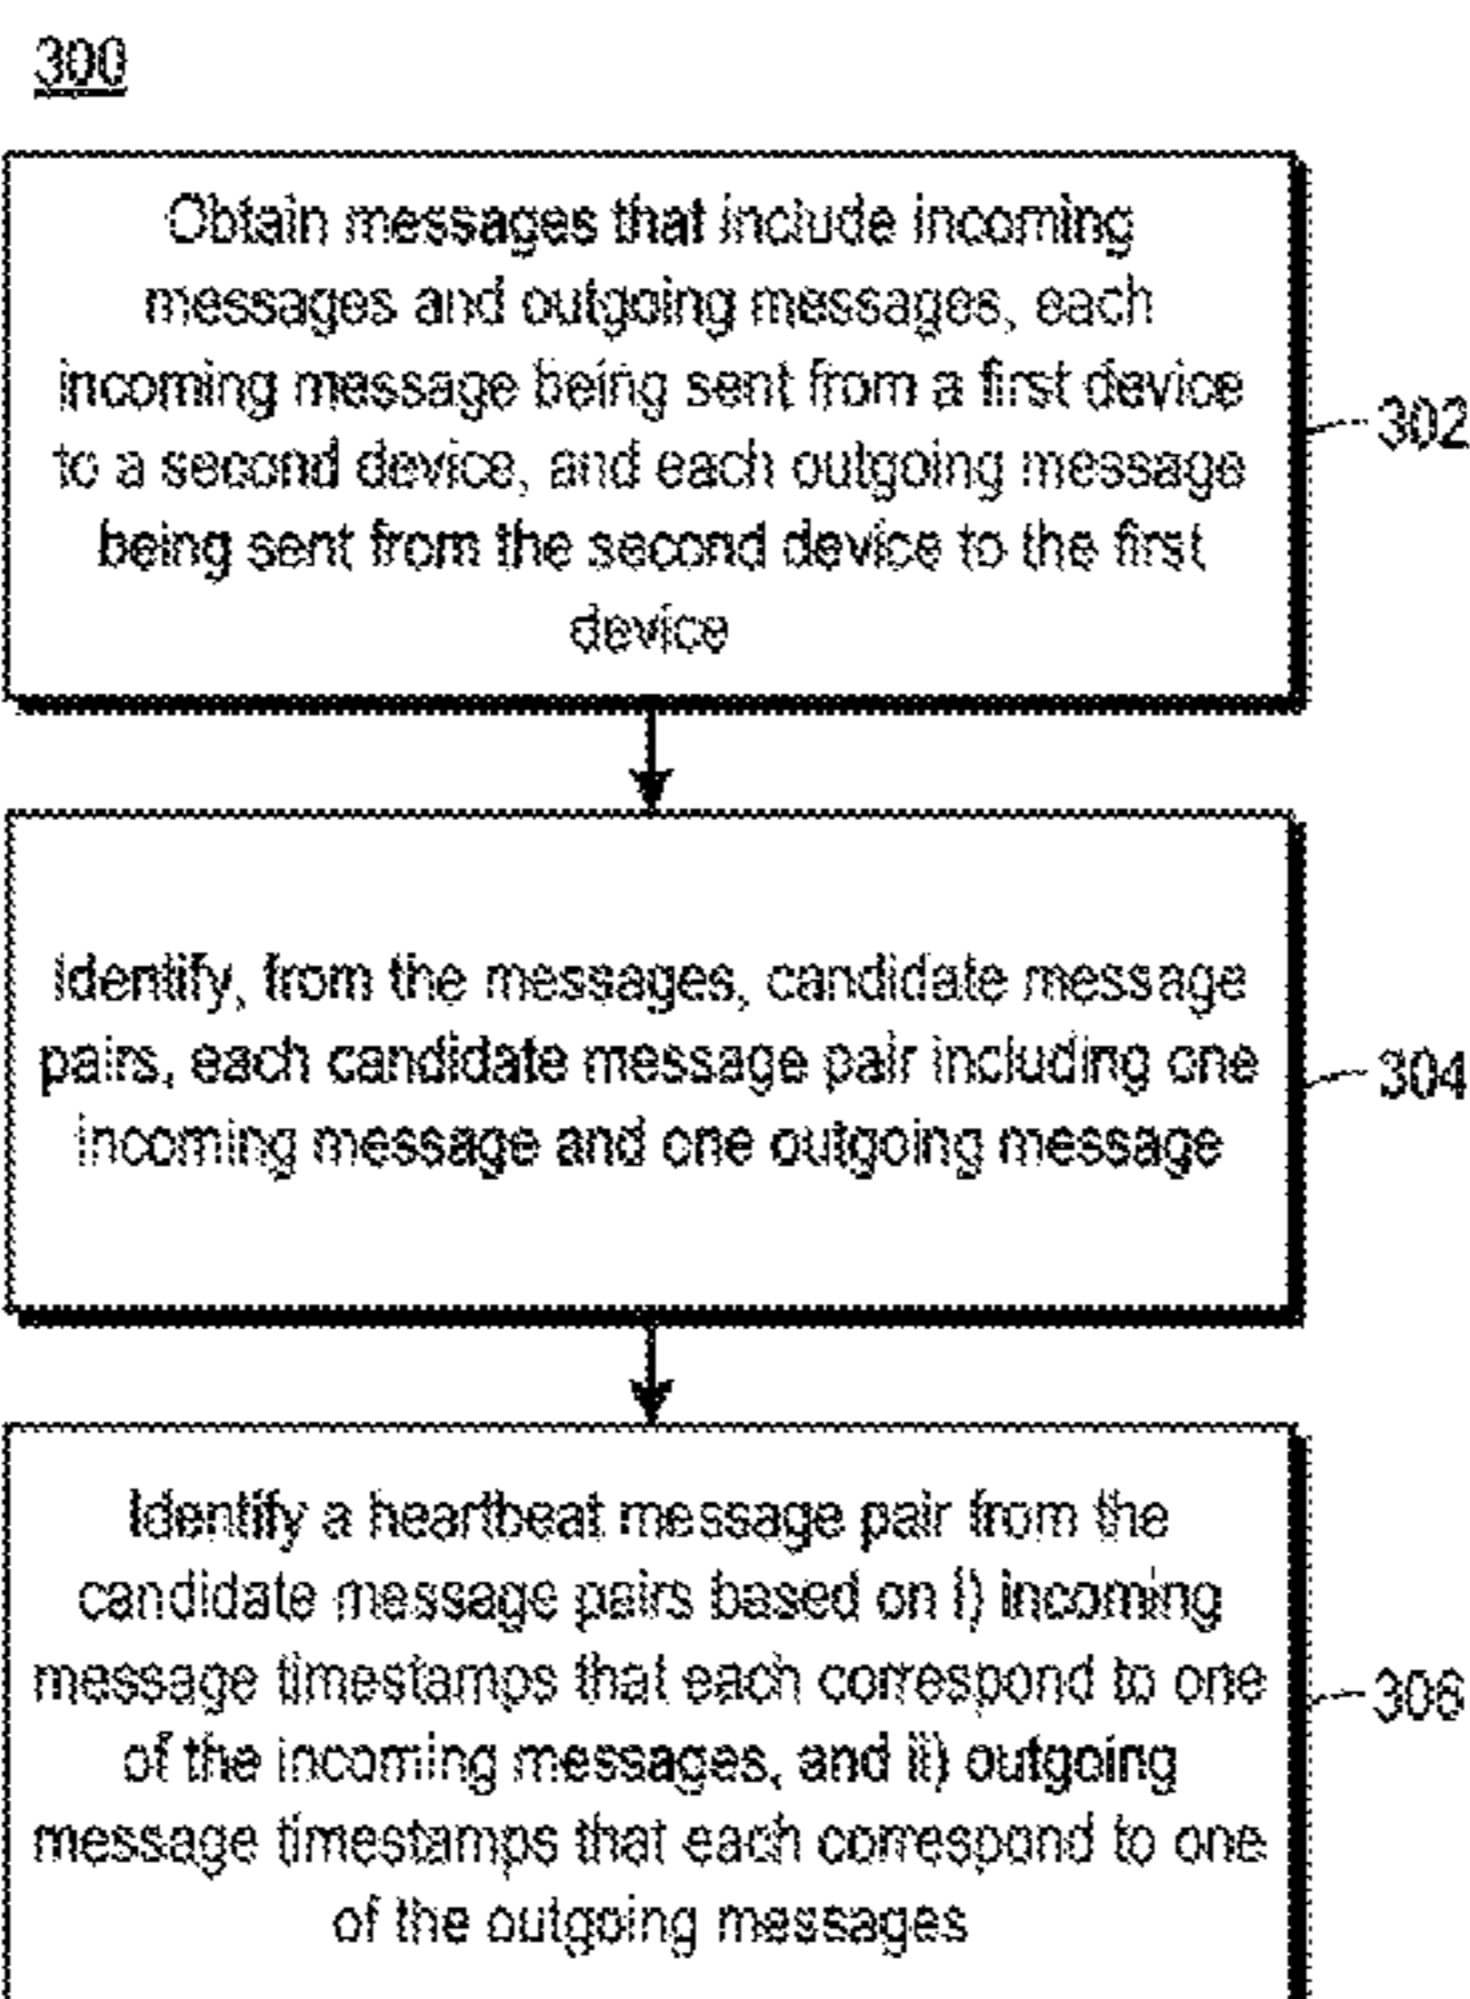 300
Obtain messages that include incoming
messages and outgoing messages, each
incoming message being sent from a first device
to a second device, and each outgoing message
being sent from the second device to the first
device
302
Identify, from the messages, candidate message
pairs, each candidate message pair including one
incoming message and one outgoing message
304
Identify a heartbeat message pair from the
candidate message pairs based on i) incoming
message timestamps that each correspond to one
of the incoming messages, and ii) outgoing
message timestamps that each correspond to one
of the outgoing messages
306